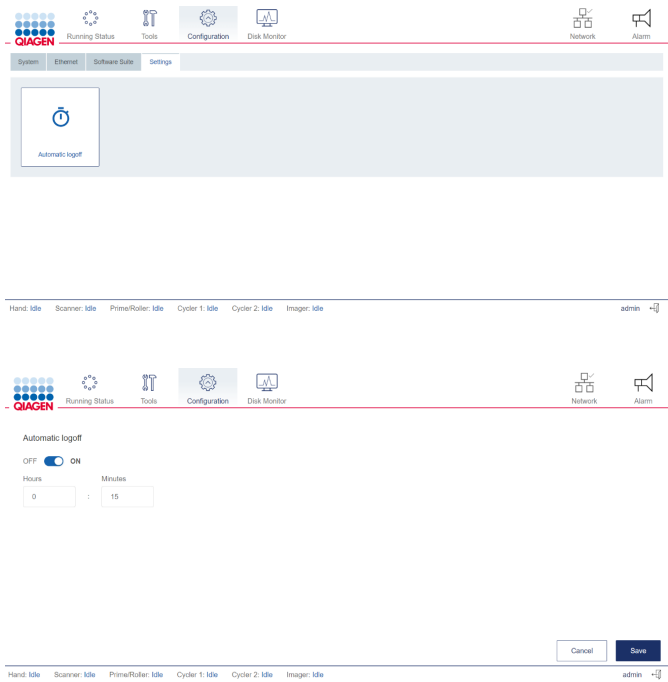 QIAGEN
Running Status Tools Configuration Disk Monitor Network Alarm
System Ethernet Software Suite Settings
Automatic logoff
Hand: Idle Scanner: Idle Prime/Roller: Idle Cycler 1: Idle Cycler 2: Idle Imager: Idle admin
QIAGEN
Running Status Tools Configuration Disk Monitor Network Alarm
Automatic logoff
OFF ON
Hours Minutes
0 : 15
Cancel Save
Hand: Idle Scanner: Idle Prime/Roller: Idle Cycler 1: Idle Cycler 2: Idle Imager: Idle admin